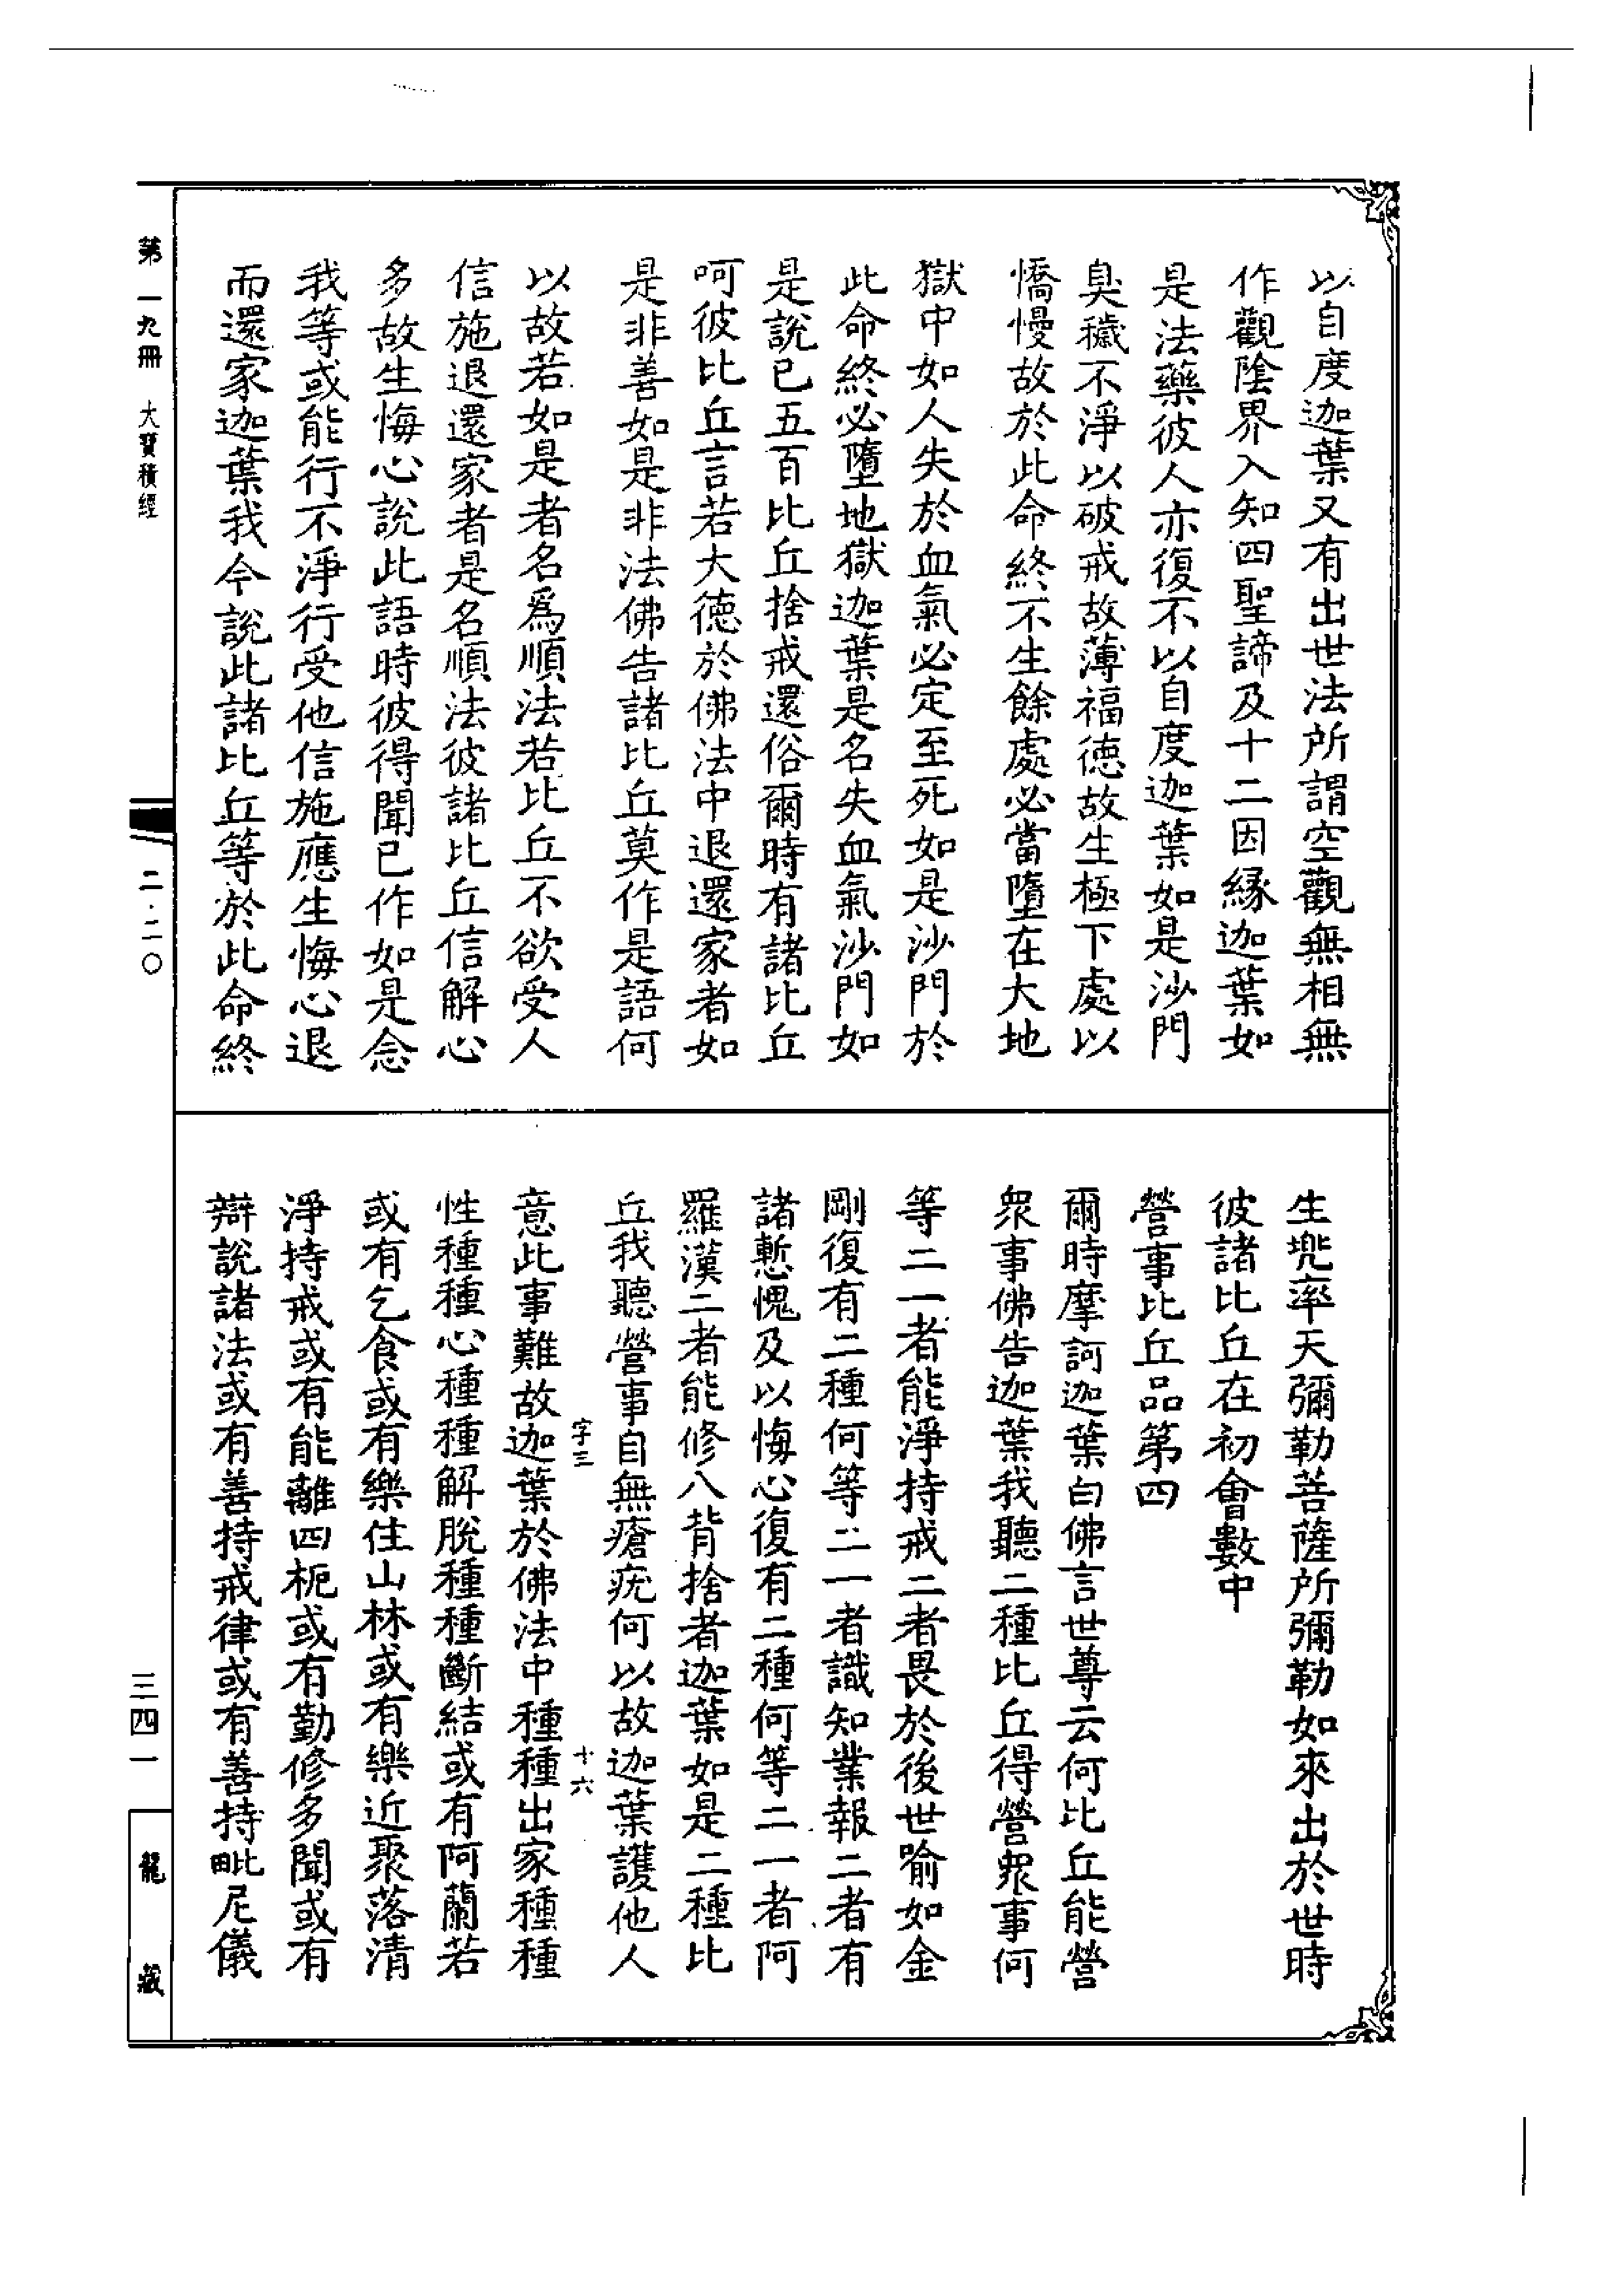 以自度迦葉又有出世法所謂空觀無相無
作觀陰界入知四聖諦及十二因緣迦葉如
是法藥彼人亦復不以自度迦葉如是沙門
臭穢不淨以破戒故薄福德故生極下處以
憍慢故於此命終不生餘處必當墮在大地
獄中如人失於血氣必定至死如是沙門於
此命終必墮地獄迦葉是名失血氣沙門如
是說已五百比丘捨戒還俗爾時有諸比丘
呵彼比丘言若大德於佛法中退還家者如
是非善如是非法佛告諸比丘莫作是語何
以故若如是者名爲順法若比丘不欲受人
信施退還家者是名順法彼諸比丘信解心
多故生悔心說此語時彼得聞已作如是念
我等或能行不淨行受他信施應生悔心退
而還家迦葉我今說此諸比丘等於此命終
生兠率天彌勒菩薩所彌勒如來出於世時
彼諸比丘在初會數中
營事比丘品第四
爾時摩訶迦葉白佛言世尊云何比丘能營
衆事佛告迦葉我聽二種比丘得營衆事何
等二一者能淨持戒二者畏於後世喻如金
剛復有二種何等二一者識知業報二者有
諸慙愧及以悔心復有二種何等二一者阿
羅漢二者能修八背捨者迦葉如是二種比
丘我聽營事自無瘡疣何以故迦葉護他人
字三 十六
意此事難故迦葉於佛法中種種出家種種
性種種心種種解脫種種斷結或有阿蘭若
或有乞食或有樂住山林或有樂近聚落清
淨持戒或有能離四枙或有勤修多聞或有
辯說諸法或有善持戒律或有善持毗尼儀
第一九冊 大寳積經
二·二〇
三四一
龍藏